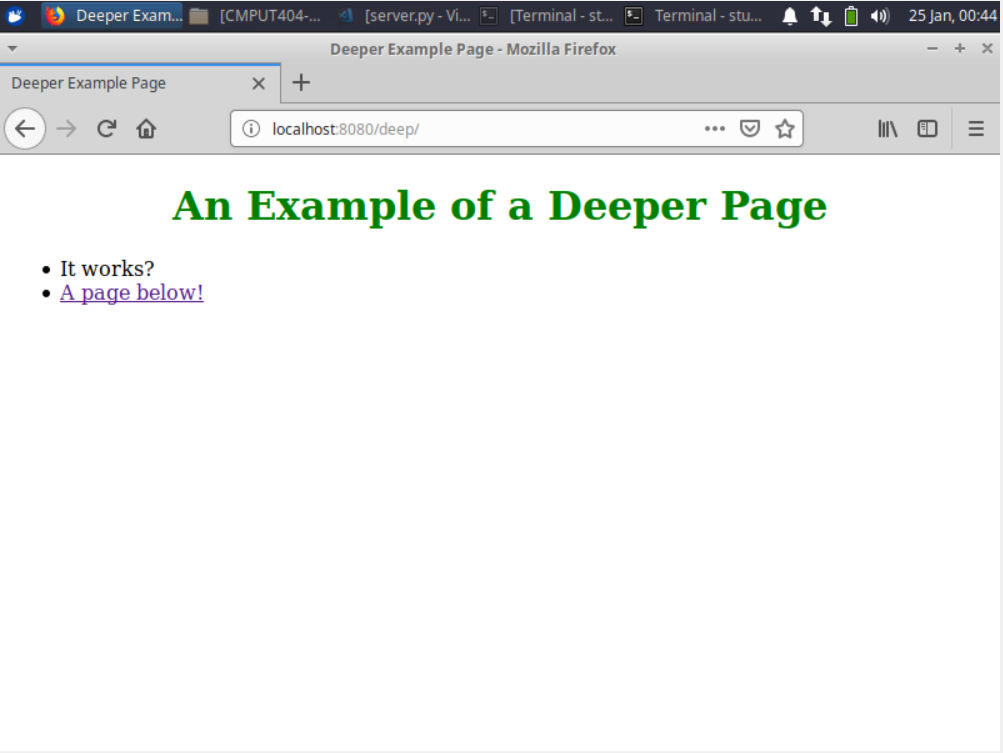 Deeper Exam... [CMPUT404-... [server.py - Vi... [Terminal - st... Terminal - stu... 25 Jan, 00:44
Deeper Example Page - Mozilla Firefox
Deeper Example Page
localhost:8080/deep/
An Example of a Deeper Page
It works?
A page below!